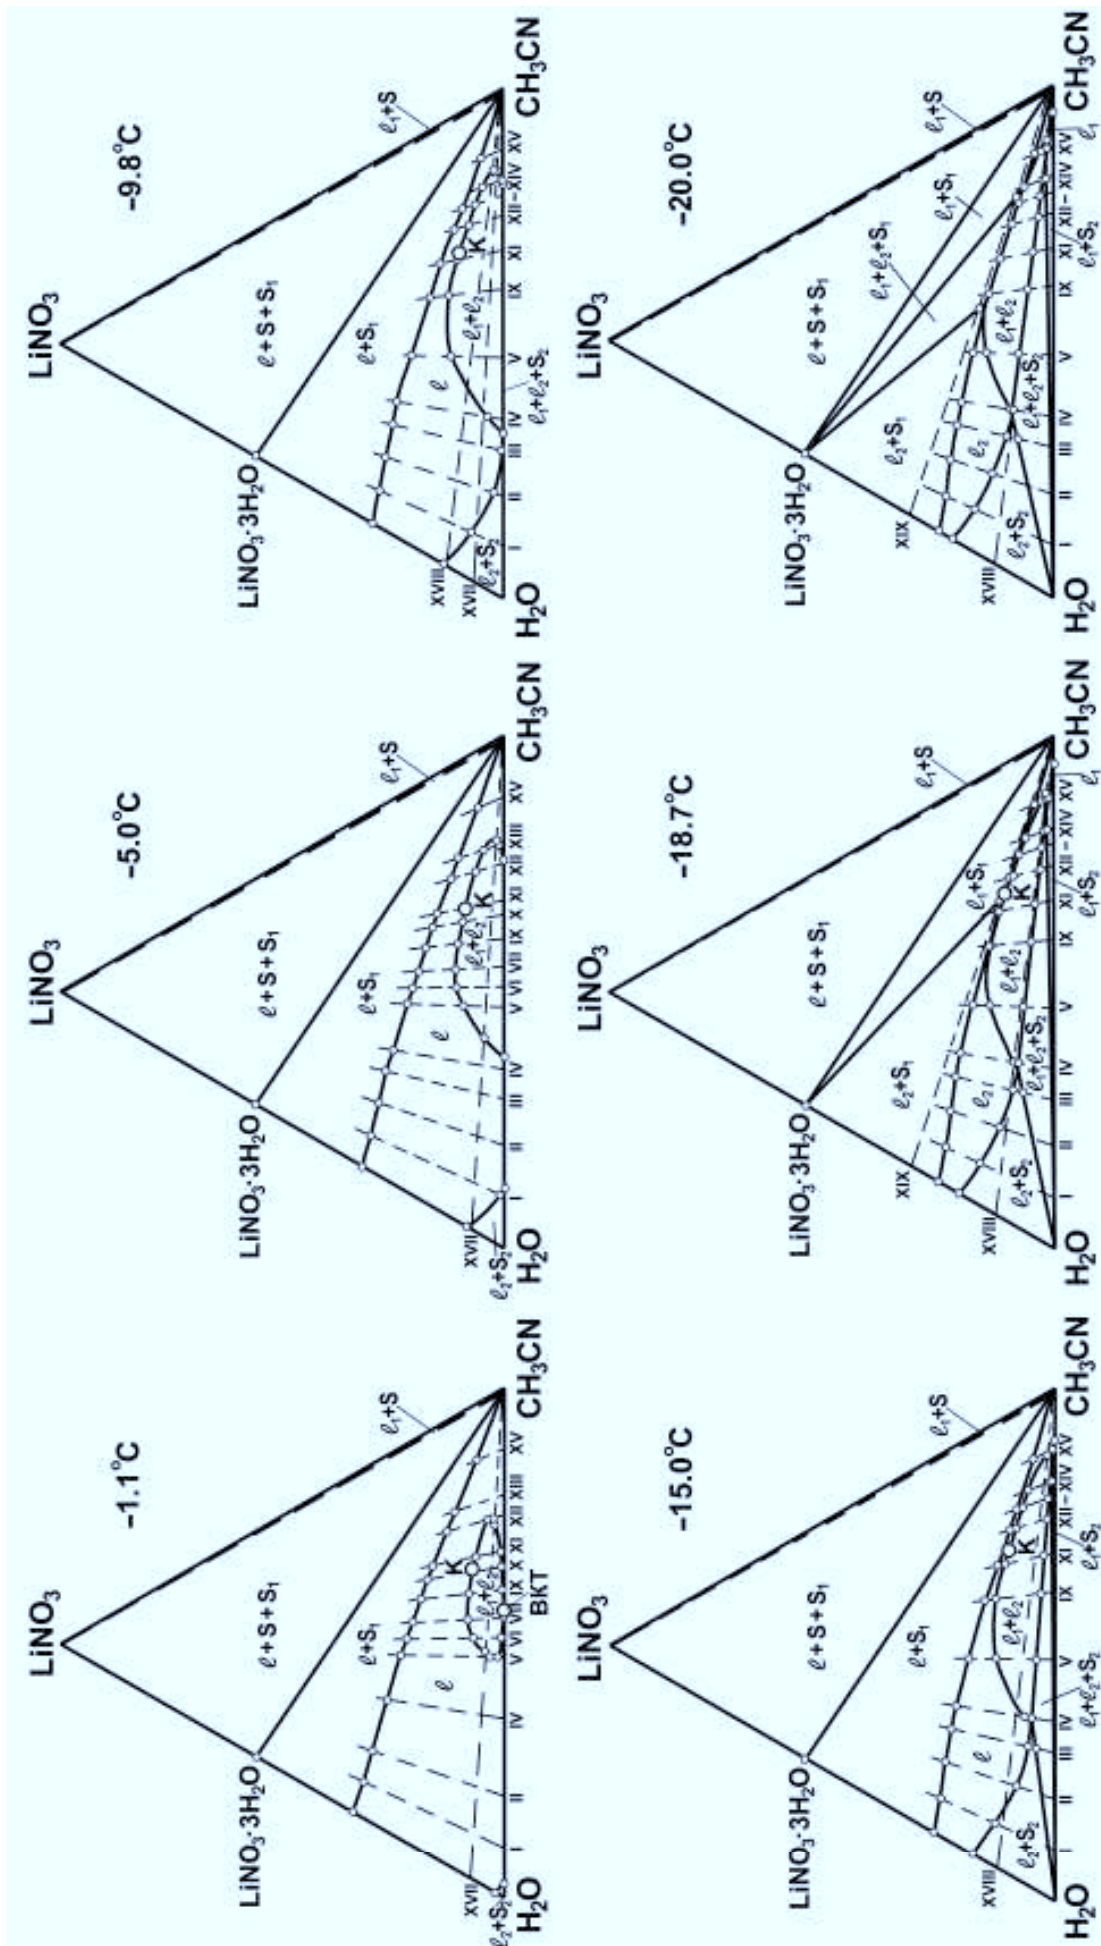 LiNO₃
−1.1°C
LiNO₃·3H₂O
ℓ+S+S₁
ℓ₁+S
ℓ+S₁
ℓ
K
ℓ₁+ℓ₂
XVII
ℓ₂+S₂
I II IV V VI VII IX X XI XII XIII XV
H₂O
BKT
CH₃CN
LiNO₃
−5.0°C
LiNO₃·3H₂O
ℓ+S+S₁
ℓ₁+S
ℓ+S₁
ℓ
K
ℓ₁+ℓ₂
XVII
ℓ₂+S₂
I II III IV V VI VII IX X XI XII XIII XV
H₂O
CH₃CN
LiNO₃
−9.8°C
LiNO₃·3H₂O
ℓ+S+S₁
ℓ₁+S
ℓ+S₁
ℓ
K
ℓ₁+ℓ₂
XVIII
XVII
ℓ₂+S₂
I II III IV V IX XI XII−XIV XV
ℓ₁+ℓ₂+S₂
H₂O
CH₃CN
LiNO₃
−15.0°C
LiNO₃·3H₂O
ℓ+S+S₁
ℓ₁+S
ℓ+S₁
ℓ
K
ℓ₁+ℓ₂
XVIII
ℓ₂+S₂
I II III IV V IX XI XII−XIV XV
ℓ₁+ℓ₂+S₂
ℓ₁+S₂
H₂O
CH₃CN
LiNO₃
−18.7°C
LiNO₃·3H₂O
ℓ+S+S₁
ℓ₁+S
ℓ₂+S₁
ℓ₁+S₁
XIX
ℓ₂
K
ℓ₁+ℓ₂
XVIII
ℓ₂+S₂
ℓ₁+ℓ₂+S₂
I II III IV V IX XI XII−XIV XV
ℓ₁+S₂
ℓ₁
H₂O
CH₃CN
LiNO₃
−20.0°C
LiNO₃·3H₂O
ℓ+S+S₁
ℓ₁+S
ℓ₁+ℓ₂+S₁
ℓ₂+S₁
ℓ₁+S₁
XIX
ℓ₂
ℓ₁+ℓ₂
XVIII
ℓ₂+S₂
ℓ₁+ℓ₂+S₂
I II III IV V IX XI XII−XIV XV
ℓ₁+S₂
ℓ₁
H₂O
CH₃CN